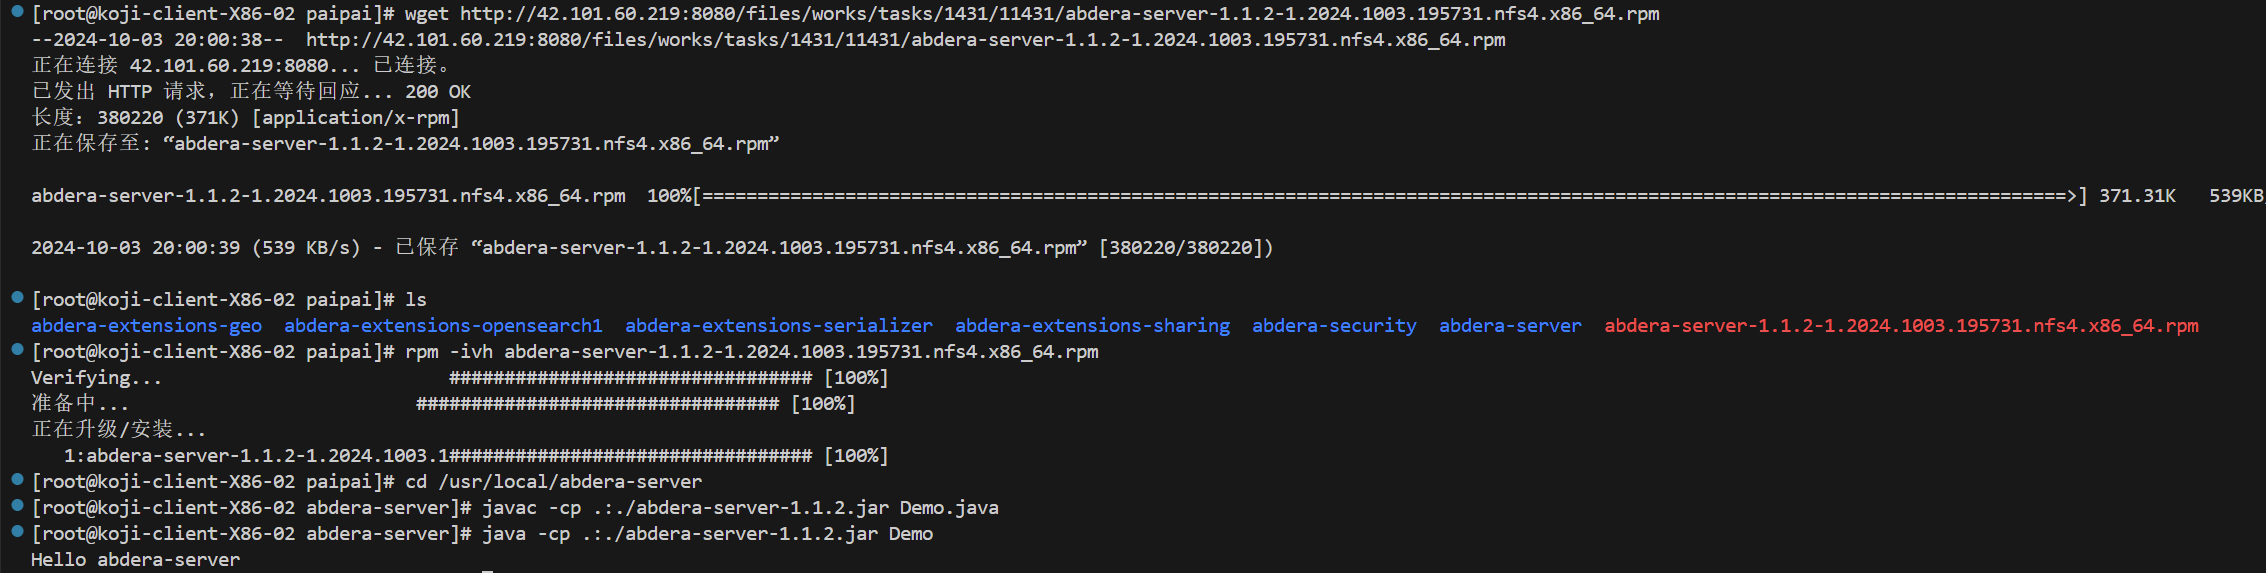 [root@koji-client-X86-02 paipai]# wget http://42.101.60.219:8080/files/works/tasks/1431/11431/abdera-server-1.1.2-1.2024.1003.195731.nfs4.x86_64.rpm
--2024-10-03 20:00:38--  http://42.101.60.219:8080/files/works/tasks/1431/11431/abdera-server-1.1.2-1.2024.1003.195731.nfs4.x86_64.rpm
正在连接 42.101.60.219:8080... 已连接。
已发出 HTTP 请求，正在等待回应... 200 OK
长度：380220 (371K) [application/x-rpm]
正在保存至: “abdera-server-1.1.2-1.2024.1003.195731.nfs4.x86_64.rpm”
abdera-server-1.1.2-1.2024.1003.195731.nfs4.x86_64.rpm  100%[============================================================================================================================>] 371.31K   539KB/
2024-10-03 20:00:39 (539 KB/s) - 已保存 “abdera-server-1.1.2-1.2024.1003.195731.nfs4.x86_64.rpm” [380220/380220])
[root@koji-client-X86-02 paipai]# ls
abdera-extensions-geo  abdera-extensions-opensearch1  abdera-extensions-serializer  abdera-extensions-sharing  abdera-security  abdera-server  abdera-server-1.1.2-1.2024.1003.195731.nfs4.x86_64.rpm
[root@koji-client-X86-02 paipai]# rpm -ivh abdera-server-1.1.2-1.2024.1003.195731.nfs4.x86_64.rpm
Verifying...                          ################################# [100%]
准备中...                          ################################# [100%]
正在升级/安装...
   1:abdera-server-1.1.2-1.2024.1003.1################################# [100%]
[root@koji-client-X86-02 paipai]# cd /usr/local/abdera-server
[root@koji-client-X86-02 abdera-server]# javac -cp .:./abdera-server-1.1.2.jar Demo.java
[root@koji-client-X86-02 abdera-server]# java -cp .:./abdera-server-1.1.2.jar Demo
Hello abdera-server